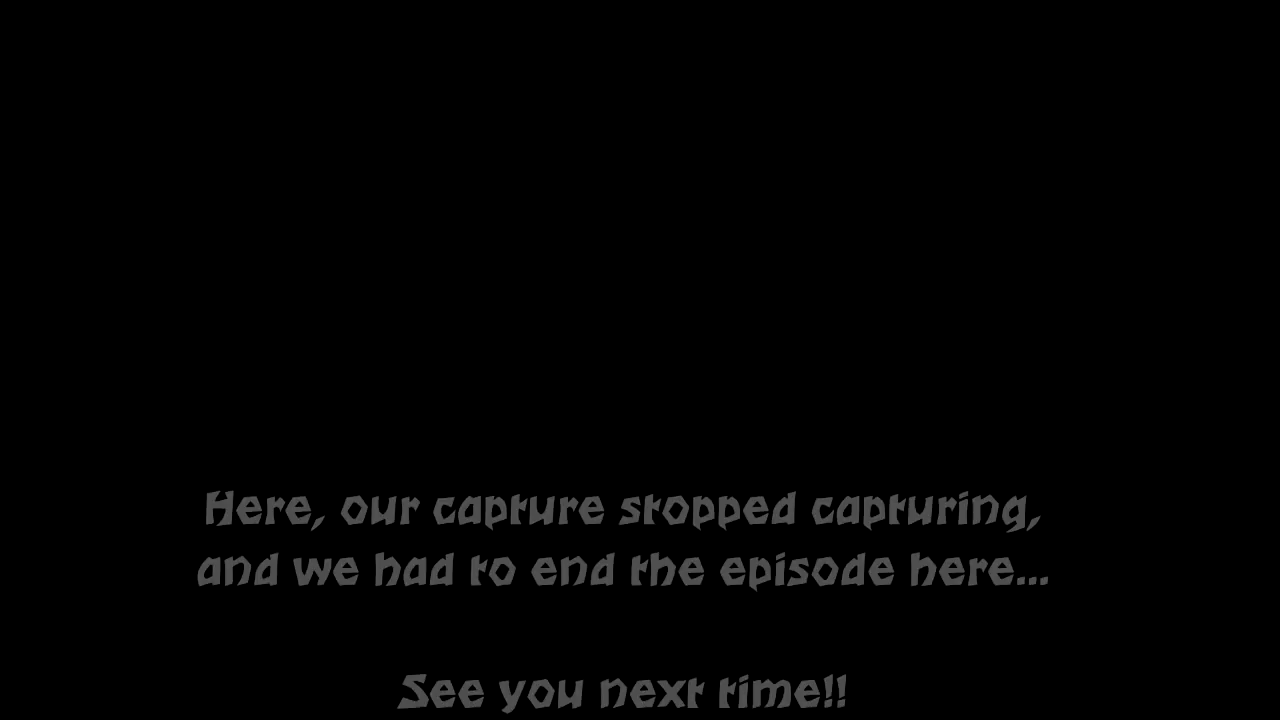 Here, our capture stopped capturing,
and we had to end the episode here...
See you next time!!